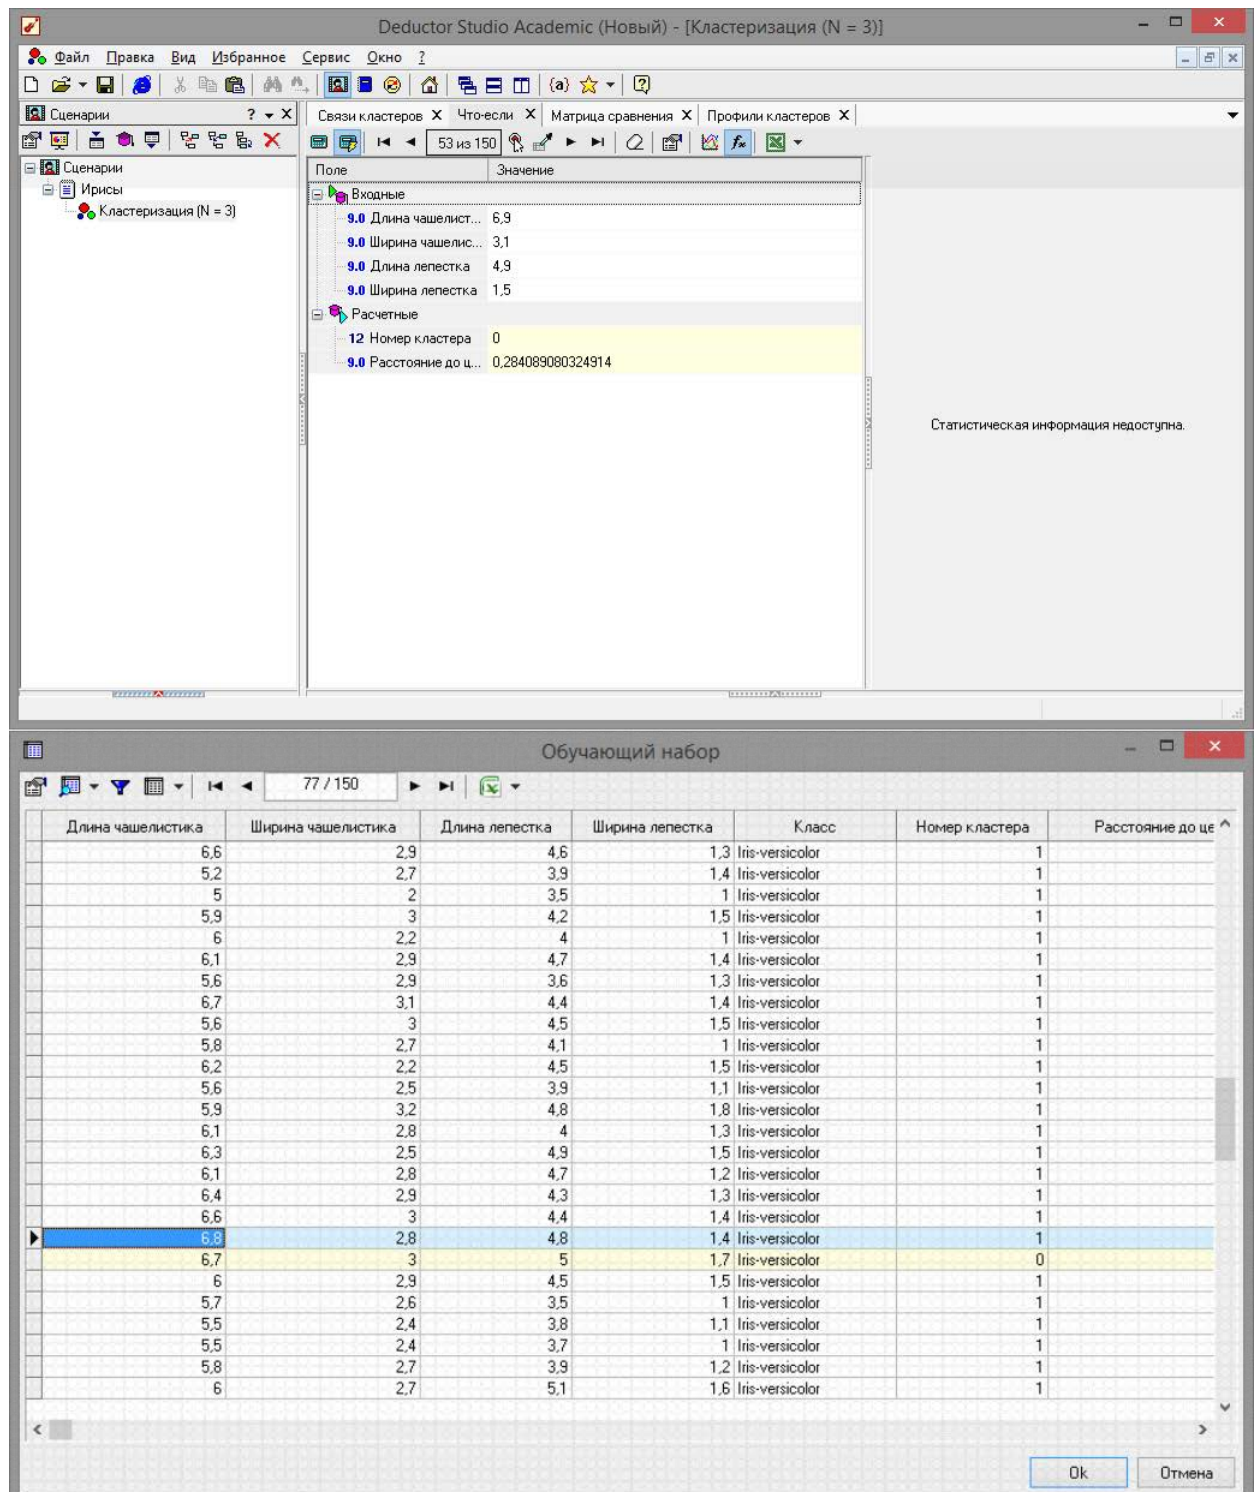 Deductor Studio Academic (Новый) - [Кластеризация (N = 3)]
Файл Правка Вид Избранное Сервис Окно ?
Сценарии ?
Связи кластеров X Что-если X Матрица сравнения X Профили кластеров X
53 из 150
Сценарии
Ирисы
Кластеризация (N = 3)
Поле Значение
Входные
9.0 Длина чашелист... 6,9
9.0 Ширина чашелис... 3,1
9.0 Длина лепестка 4,9
9.0 Ширина лепестка 1,5
Расчетные
12 Номер кластера 0
9.0 Расстояние до ц... 0,284089080324914
Статистическая информация недоступна.
Обучающий набор
77 / 150
Длина чашелистика Ширина чашелистика Длина лепестка Ширина лепестка Класс Номер кластера Расстояние до це
6,6 2,9 4,6 1,3 Iris-versicolor 1
5,2 2,7 3,9 1,4 Iris-versicolor 1
5 2 3,5 1 Iris-versicolor 1
5,9 3 4,2 1,5 Iris-versicolor 1
6 2,2 4 1 Iris-versicolor 1
6,1 2,9 4,7 1,4 Iris-versicolor 1
5,6 2,9 3,6 1,3 Iris-versicolor 1
6,7 3,1 4,4 1,4 Iris-versicolor 1
5,6 3 4,5 1,5 Iris-versicolor 1
5,8 2,7 4,1 1 Iris-versicolor 1
6,2 2,2 4,5 1,5 Iris-versicolor 1
5,6 2,5 3,9 1,1 Iris-versicolor 1
5,9 3,2 4,8 1,8 Iris-versicolor 1
6,1 2,8 4 1,3 Iris-versicolor 1
6,3 2,5 4,9 1,5 Iris-versicolor 1
6,1 2,8 4,7 1,2 Iris-versicolor 1
6,4 2,9 4,3 1,3 Iris-versicolor 1
6,6 3 4,4 1,4 Iris-versicolor 1
6,8 2,8 4,8 1,4 Iris-versicolor 1
6,7 3 5 1,7 Iris-versicolor 0
6 2,9 4,5 1,5 Iris-versicolor 1
5,7 2,6 3,5 1 Iris-versicolor 1
5,5 2,4 3,8 1,1 Iris-versicolor 1
5,5 2,4 3,7 1 Iris-versicolor 1
5,8 2,7 3,9 1,2 Iris-versicolor 1
6 2,7 5,1 1,6 Iris-versicolor 1
Ok Отмена